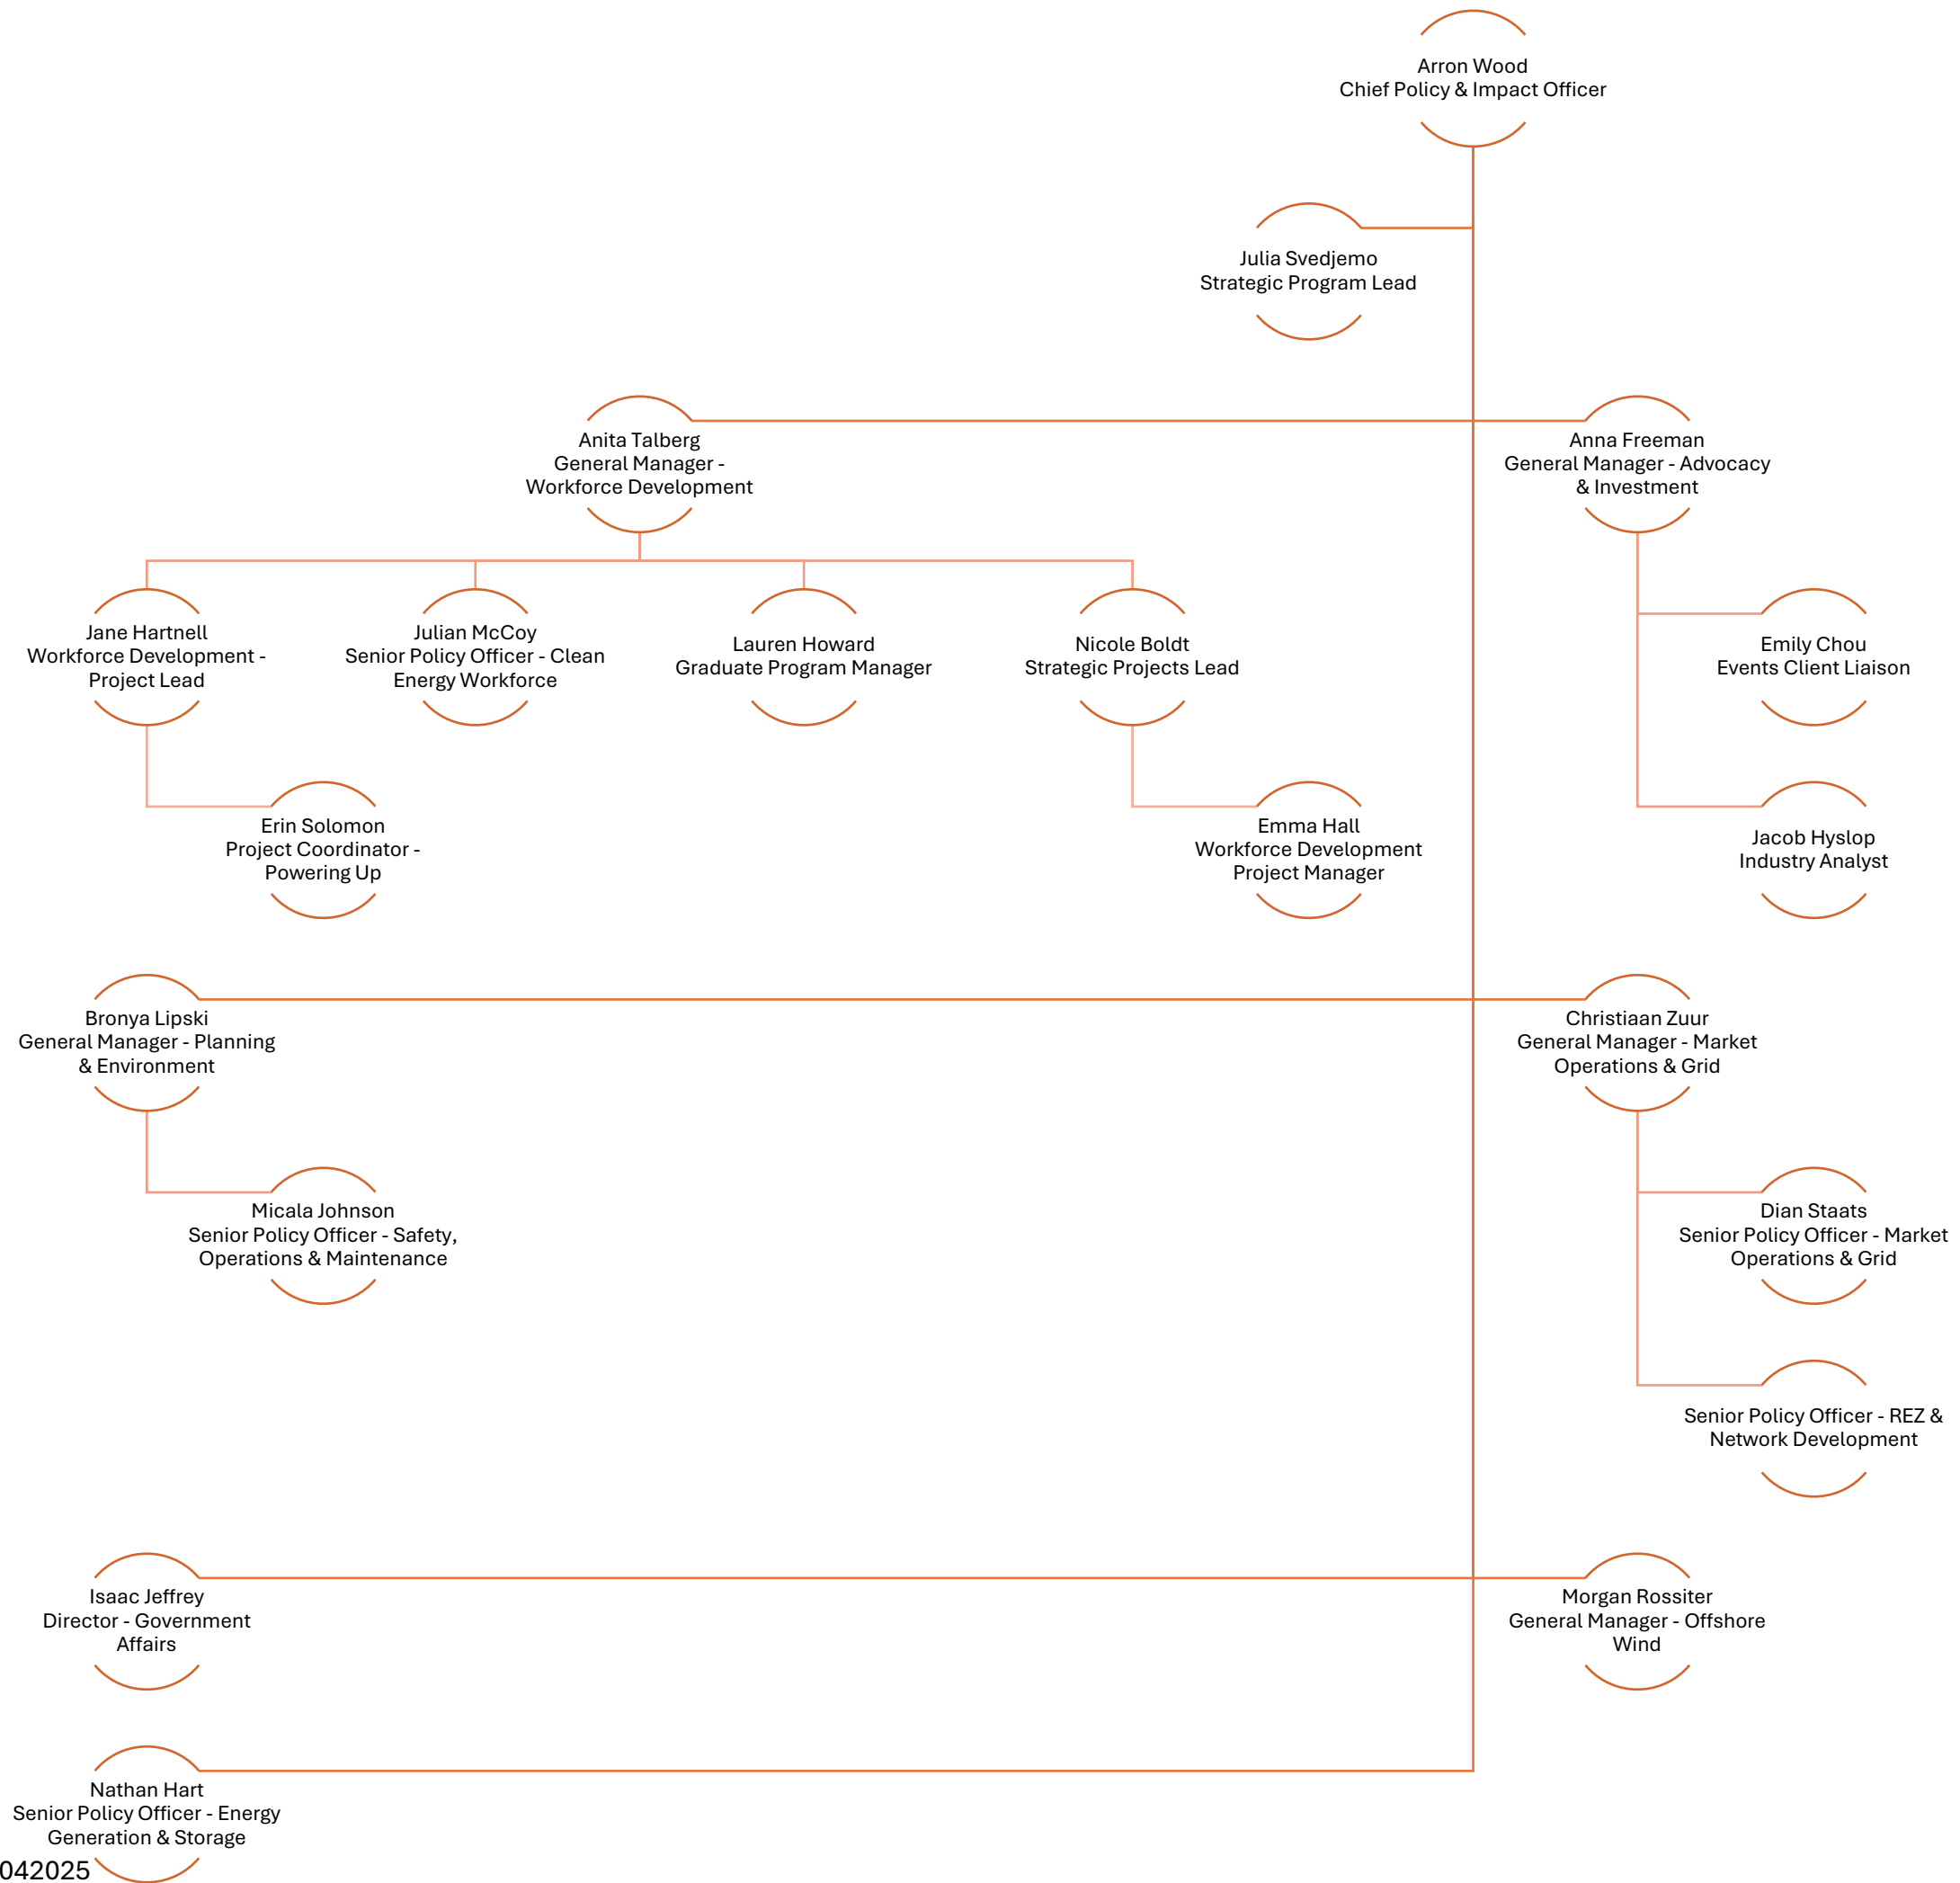 Arron Wood
Chief Policy & Impact Officer
Julia Svedjemo
Strategic Program Lead
Anita Talberg
General Manager -
Workforce Development
Anna Freeman
General Manager - Advocacy
& Investment
Jane Hartnell
Workforce Development -
Project Lead
Julian McCoy
Senior Policy Officer - Clean
Energy Workforce
Lauren Howard
Graduate Program Manager
Nicole Boldt
Strategic Projects Lead
Emily Chou
Events Client Liaison
Erin Solomon
Project Coordinator -
Powering Up
Emma Hall
Workforce Development
Project Manager
Jacob Hyslop
Industry Analyst
Bronya Lipski
General Manager - Planning
& Environment
Christiaan Zuur
General Manager - Market
Operations & Grid
Micala Johnson
Senior Policy Officer - Safety,
Operations & Maintenance
Dian Staats
Senior Policy Officer - Market
Operations & Grid
Senior Policy Officer - REZ &
Network Development
Isaac Jeffrey
Director - Government
Affairs
Morgan Rossiter
General Manager - Offshore
Wind
Nathan Hart
Senior Policy Officer - Energy
Generation & Storage
042025